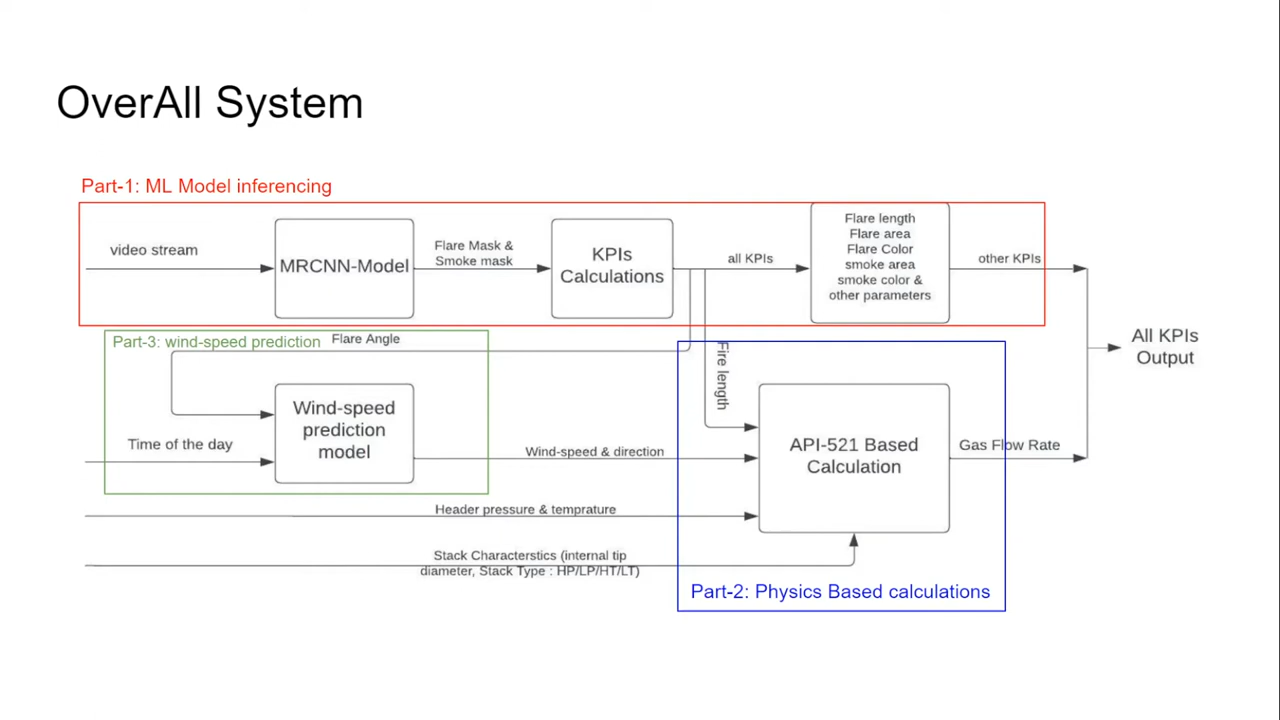 OverAll System
Part-1: ML Model inferencing
video stream
MRCNN-Model
Flare Mask &
Smoke mask
KPIs
Calculations
all KPIs
Flare length
Flare area
Flare Color
smoke area
smoke color &
other parameters
other KPIs
All KPIs
Output
Part-3: wind-speed prediction
Flare Angle
Time of the day
Wind-speed
prediction
model
Wind-speed & direction
Fire length
API-521 Based
Calculation
Gas Flow Rate
Header pressure & temprature
Stack Characterstics (internal tip
diameter, Stack Type : HP/LP/HT/LT)
Part-2: Physics Based calculations